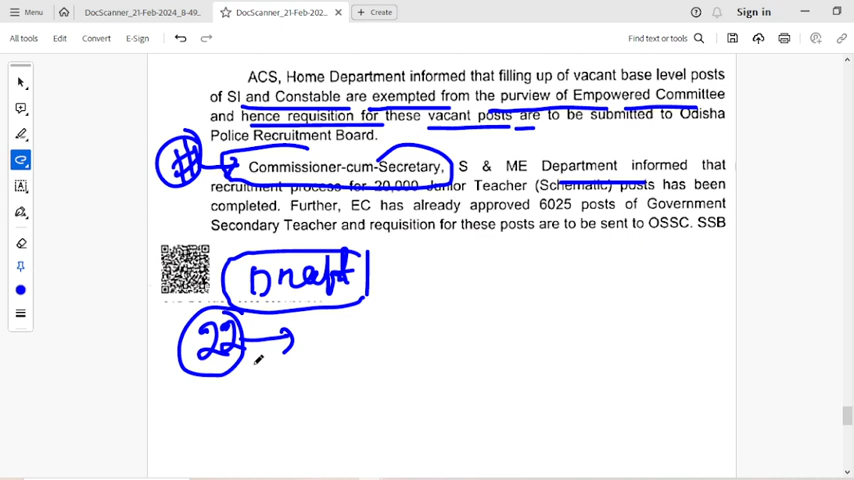 Menu
DocScanner_21-Feb-2024_8-49...
DocScanner_21-Feb-202...
Create
Sign in
All tools
Edit
Convert
E-Sign
Find text or tools
ACS, Home Department informed that filling up of vacant base level posts
of SI and Constable are exempted from the purview of Empowered Committee
and hence requisition for these vacant posts are to be submitted to Odisha
Police Recruitment Board.
#
Commissioner-cum-Secretary, S & ME Department informed that
recruitment process for 20,000 Junior Teacher (Schematic) posts has been
completed. Further, EC has already approved 6025 posts of Government
Secondary Teacher and requisition for these posts are to be sent to OSSC. SSB
Draft
22